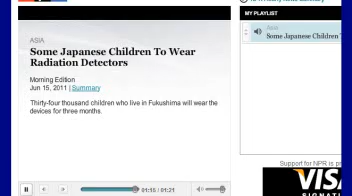 MY PLAYLIST
ASIA
Some Japanese Children To Wear
Radiation Detectors
Morning Edition
Jun 15, 2011 | Summary
Thirty-four thousand children who live in Fukushima will wear the
devices for three months.
Asia
Some Japanese Children
01:15 / 01:21
Support for NPR is
VISA
SIGNAT